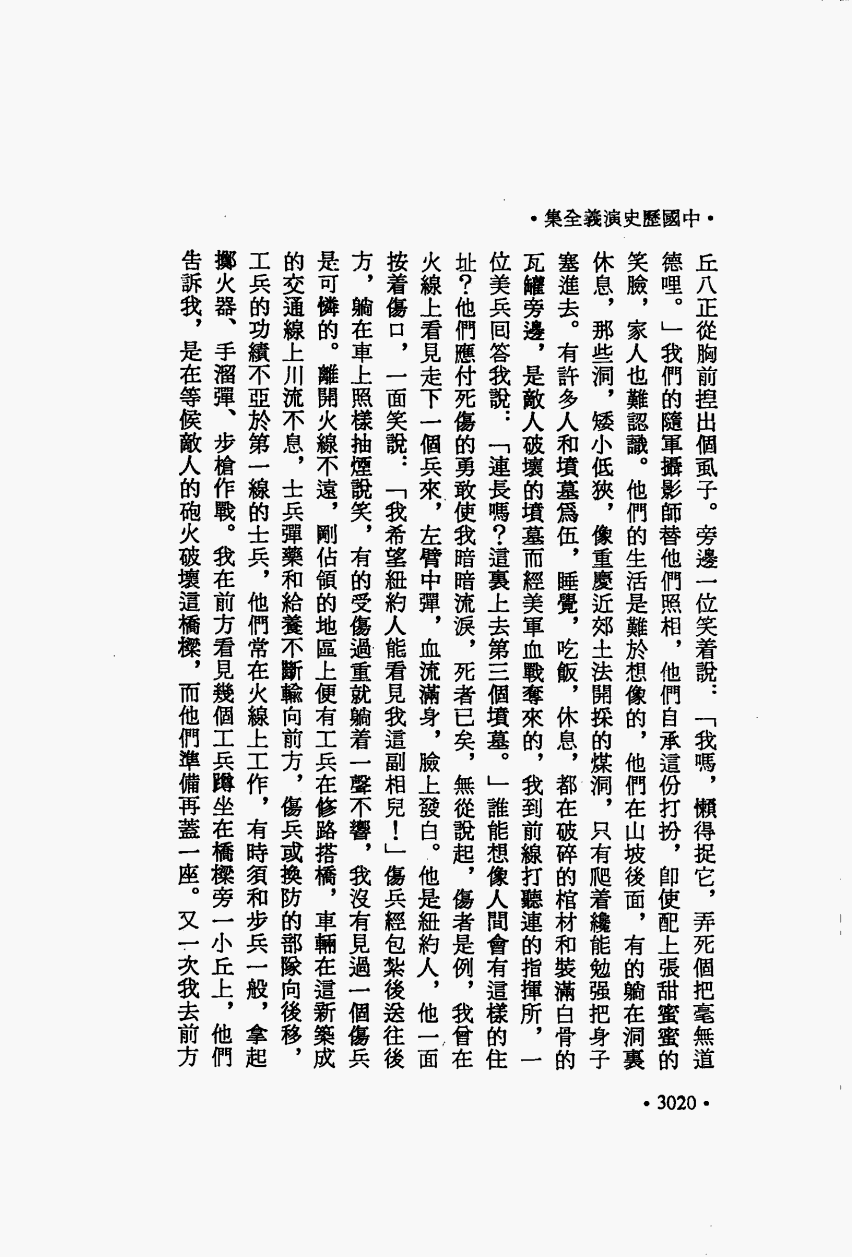 •中國歷史演義全集•
丘八正從胸前捏出個虱子。旁邊一位笑着說：「我嗎，懶得捉它，弄死個把毫無道
德哩。」我們的隨軍攝影師替他們照相，他們自承這份打扮，卽使配上張甜蜜蜜的
笑臉，家人也難認識。他們的生活是難於想像的，他們在山坡後面，有的躺在洞裏
休息，那些洞，矮小低狹，像重慶近郊土法開採的煤洞，只有爬着纔能勉强把身子
塞進去。有許多人和墳墓爲伍，睡覺，吃飯，休息，都在破碎的棺材和裝滿白骨的
瓦罐旁邊，是敵人破壞的墳墓而經美軍血戰奪來的，我到前線打聽連的指揮所，一
位美兵回答我說：「連長嗎？這裏上去第三個墳墓。」誰能想像人間會有這樣的住
址？他們應付死傷的勇敢使我暗暗流淚，死者已矣，無從說起，傷者是例，我曾在
火線上看見走下一個兵來，左臂中彈，血流滿身，臉上發白。他是紐約人，他一面
按着傷口，一面笑說：「我希望紐約人能看見我這副相兒！」傷兵經包紮後送往後
方，躺在車上照樣抽煙說笑，有的受傷過重就躺着一聲不響，我沒有見過一個傷兵
是可憐的。離開火線不遠，剛佔領的地區上便有工兵在修路搭橋，車輛在這新築成
的交通線上川流不息，士兵彈藥和給養不斷輸向前方，傷兵或換防的部隊向後移，
工兵的功績不亞於第一線的士兵，他們常在火線上工作，有時須和步兵一般，拿起
擲火器、手溜彈、步槍作戰。我在前方看見幾個工兵蹲坐在橋樑旁一小丘上，他們
告訴我，是在等候敵人的砲火破壞這橋樑，而他們準備再蓋一座。又一次我去前方
•3020•